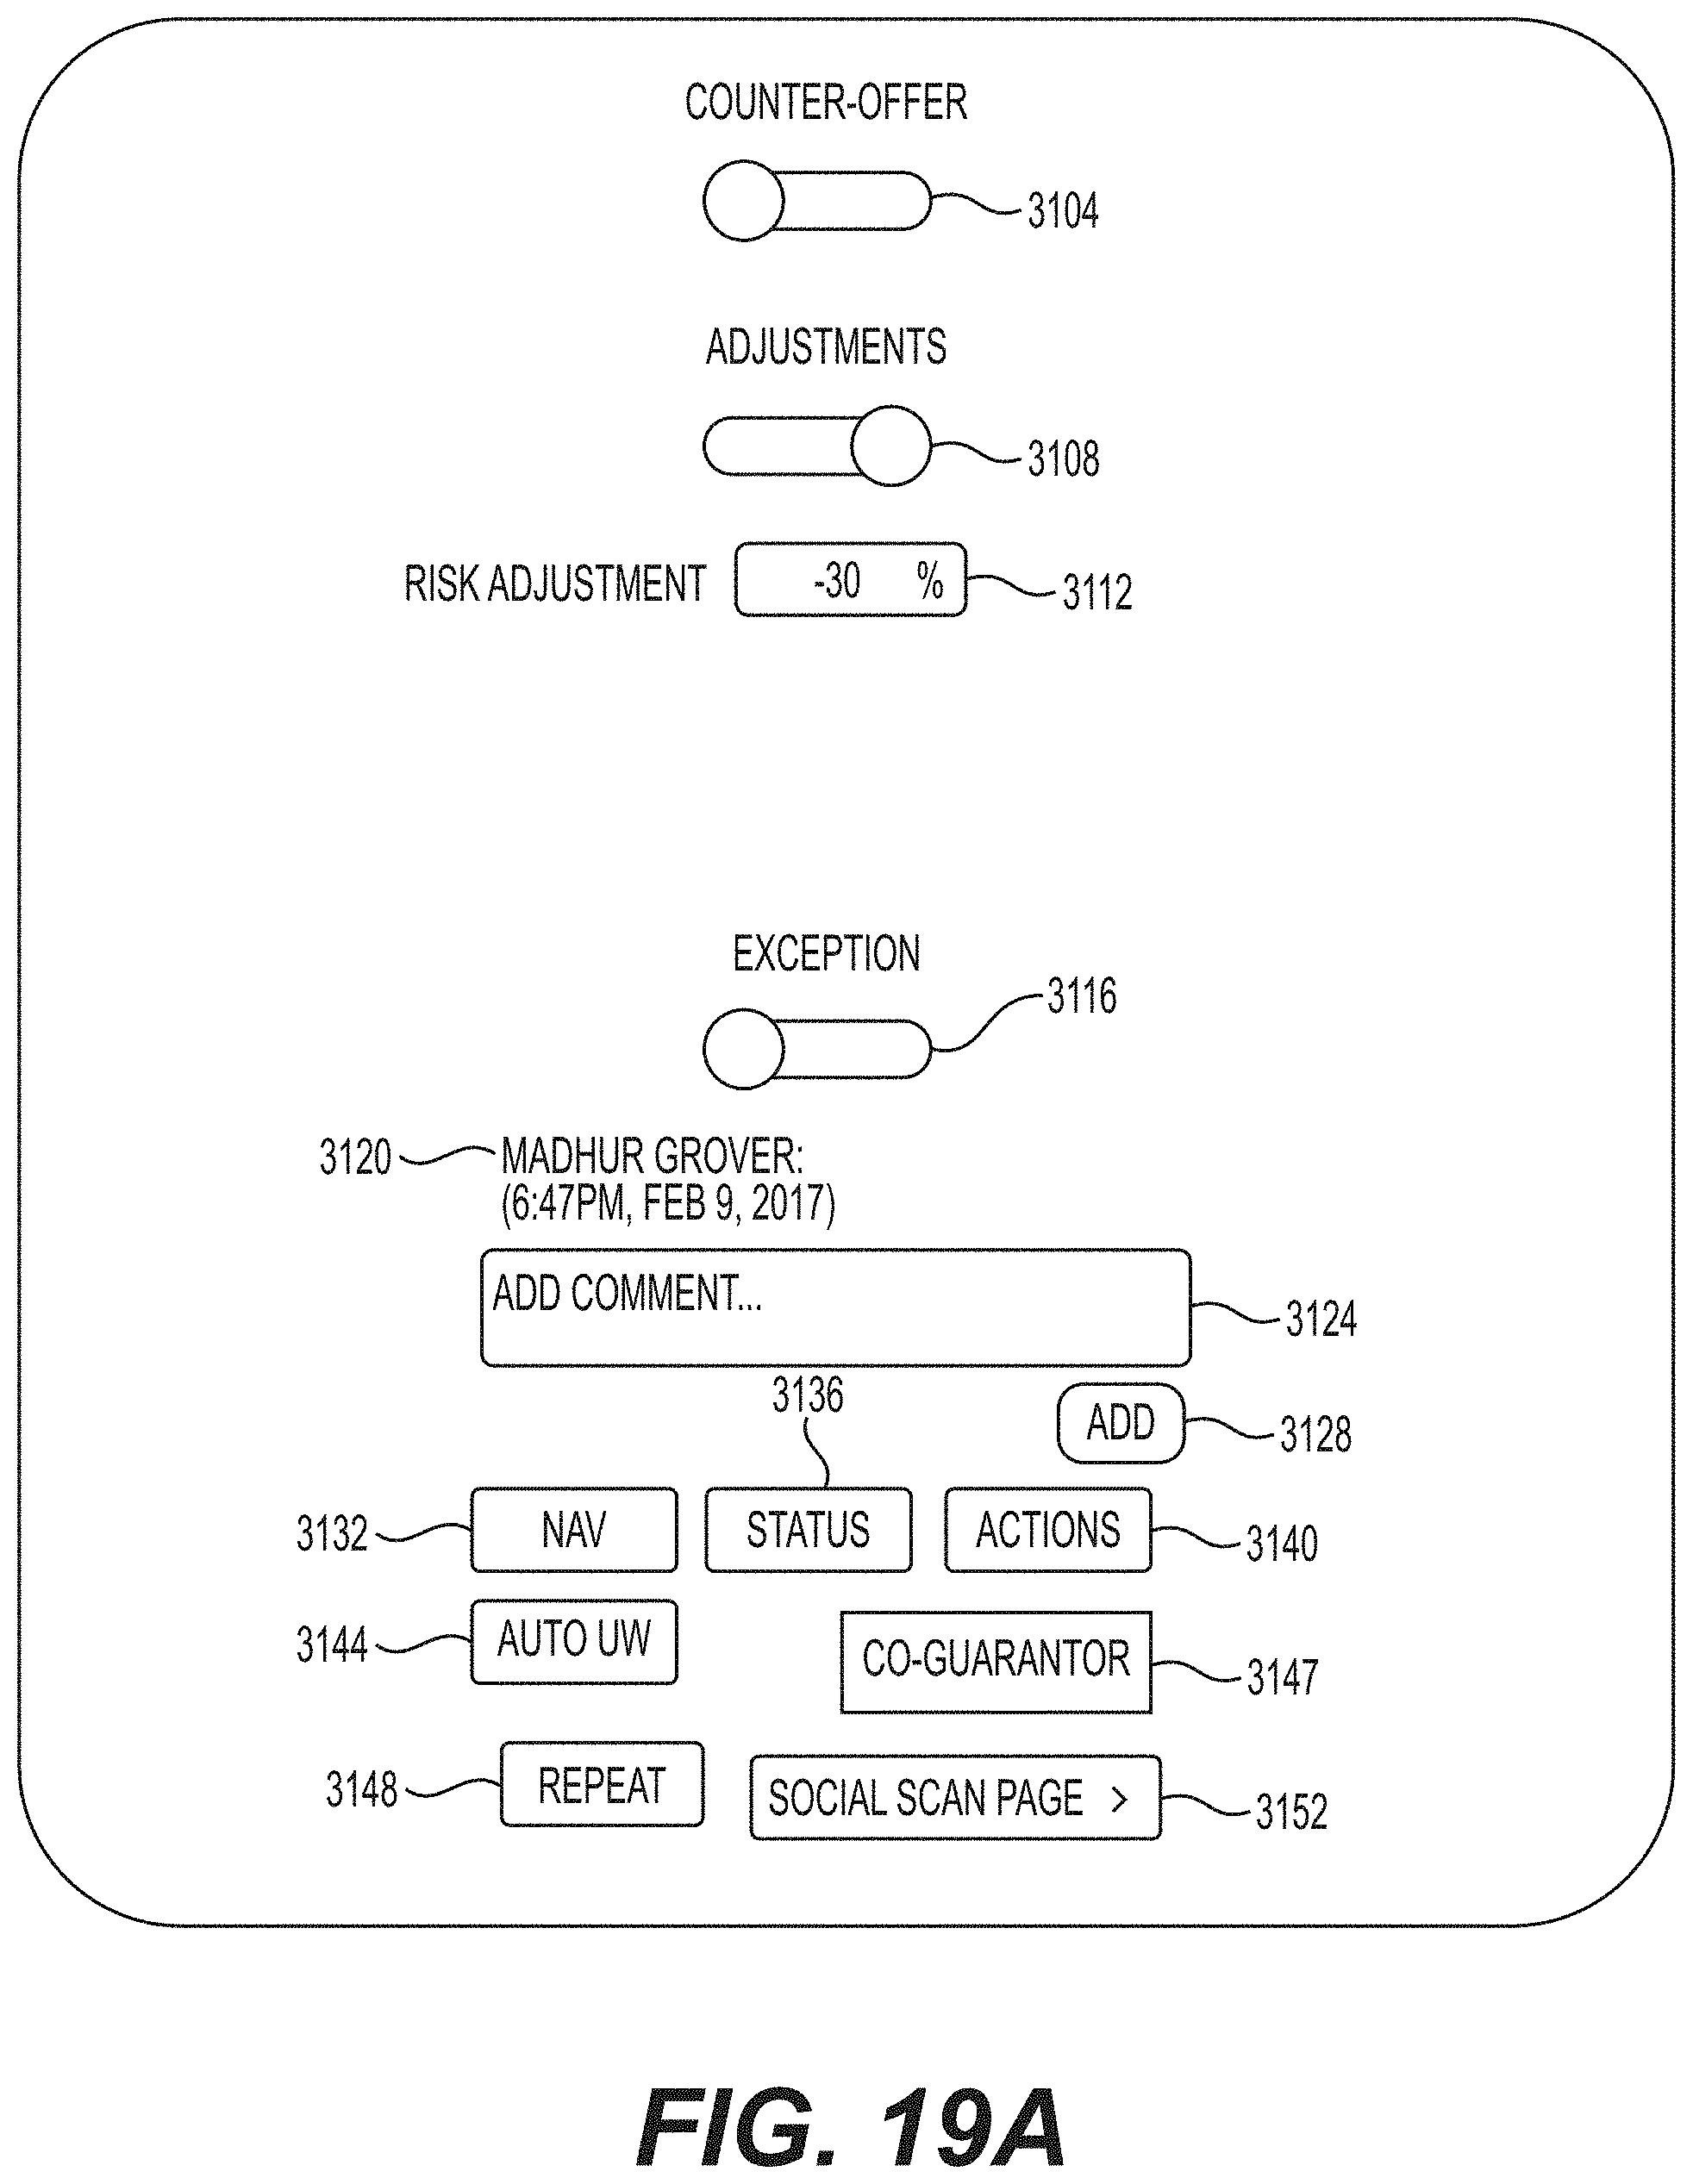 COUNTER-OFFER
3104
ADJUSTMENTS
3108
RISK ADJUSTMENT -30 % 3112
EXCEPTION
3116
3120 MADHUR GROVER:
(6:47PM, FEB 9, 2017)
ADD COMMENT...
3124
3136
ADD 3128
3132 NAV STATUS ACTIONS 3140
3144 AUTO UW CO-GUARANTOR 3147
3148 REPEAT SOCIAL SCAN PAGE > 3152
FIG. 19A